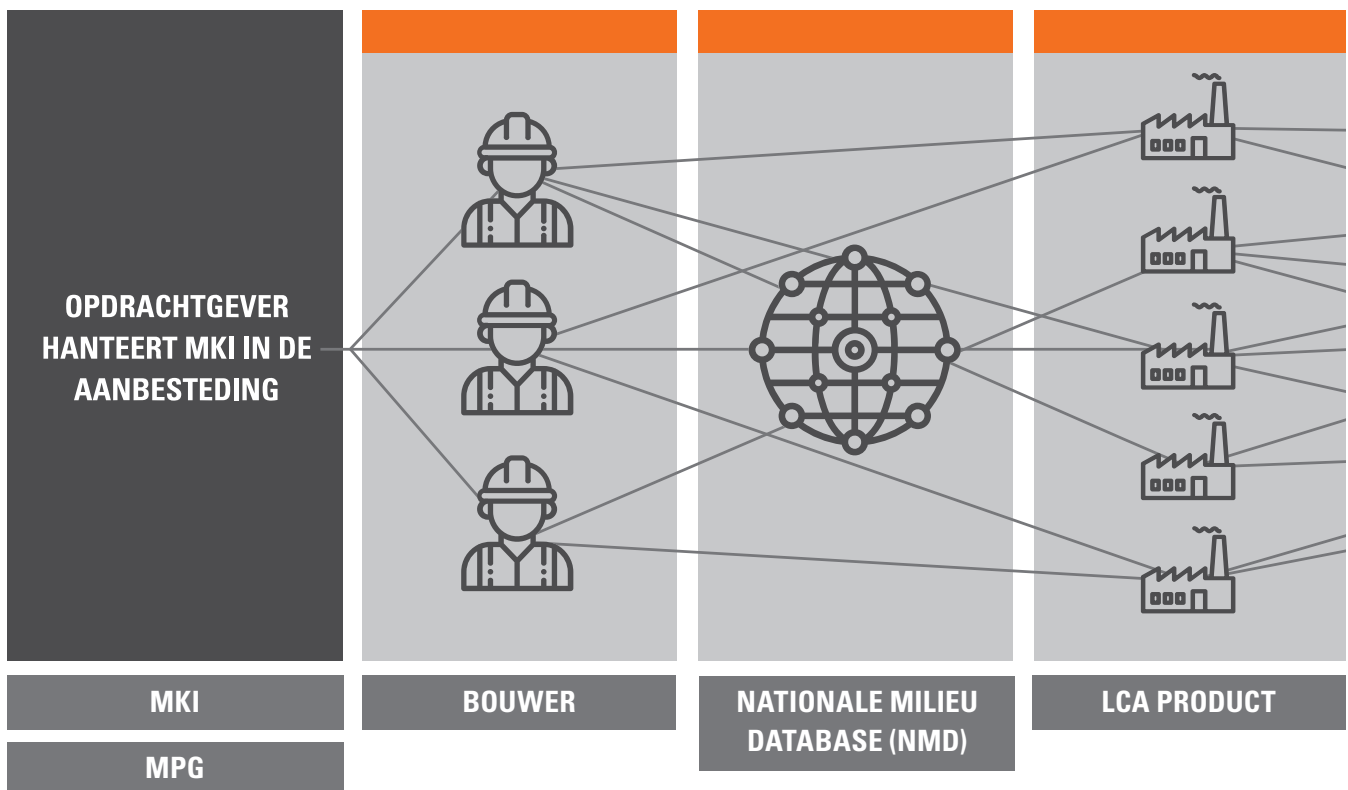 OPDRACHTGEVER
HANTEERT MKI IN DE
AANBESTEDING
MKI
MPG
BOUWER
NATIONALE MILIEU
DATABASE (NMD)
LCA PRODUCT